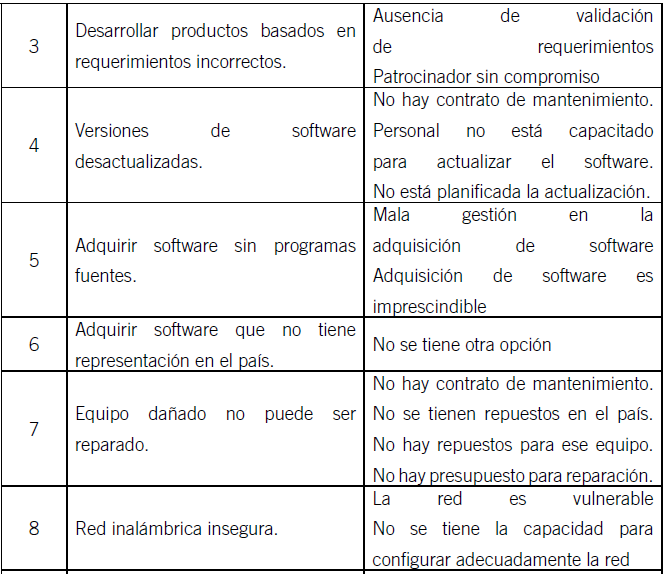 3
Desarrollar productos basados en
requerimientos incorrectos.
Ausencia de validación
de requerimientos
Patrocinador sin compromiso
4
Versiones de software
desactualizadas.
No hay contrato de mantenimiento.
Personal no está capacitado
para actualizar el software.
No está planificada la actualización.
5
Adquirir software sin programas
fuentes.
Mala gestión en la
adquisición de software
Adquisición de software es
imprescindible
6
Adquirir software que no tiene
representación en el país.
No se tiene otra opción
7
Equipo dañado no puede ser
reparado.
No hay contrato de mantenimiento.
No se tienen repuestos en el país.
No hay repuestos para ese equipo.
No hay presupuesto para reparación.
8
Red inalámbrica insegura.
La red es vulnerable
No se tiene la capacidad para
configurar adecuadamente la red